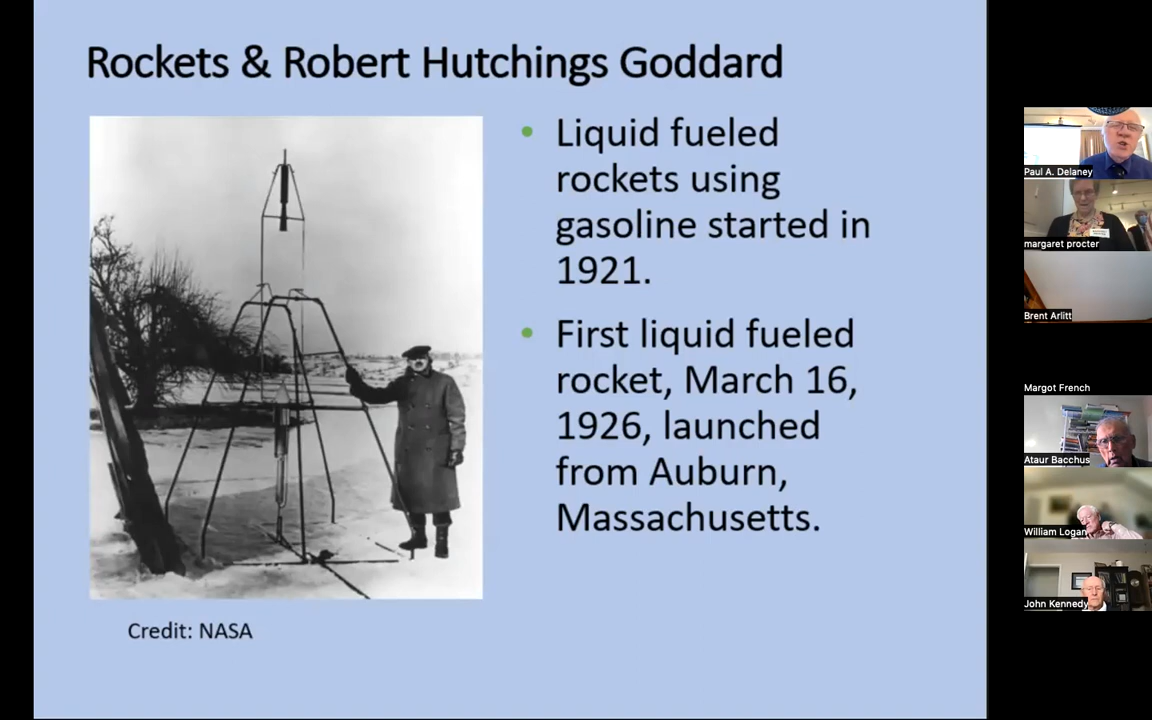 Rockets & Robert Hutchings Goddard
• Liquid fueled
rockets using
gasoline started in
1921.
• First liquid fueled
rocket, March 16,
1926, launched
from Auburn,
Massachusetts.
Credit: NASA
Paul A. Delaney
margaret procter
Brent Arlitt
Margot French
Ataur Bacchus
William Logan
John Kennedy